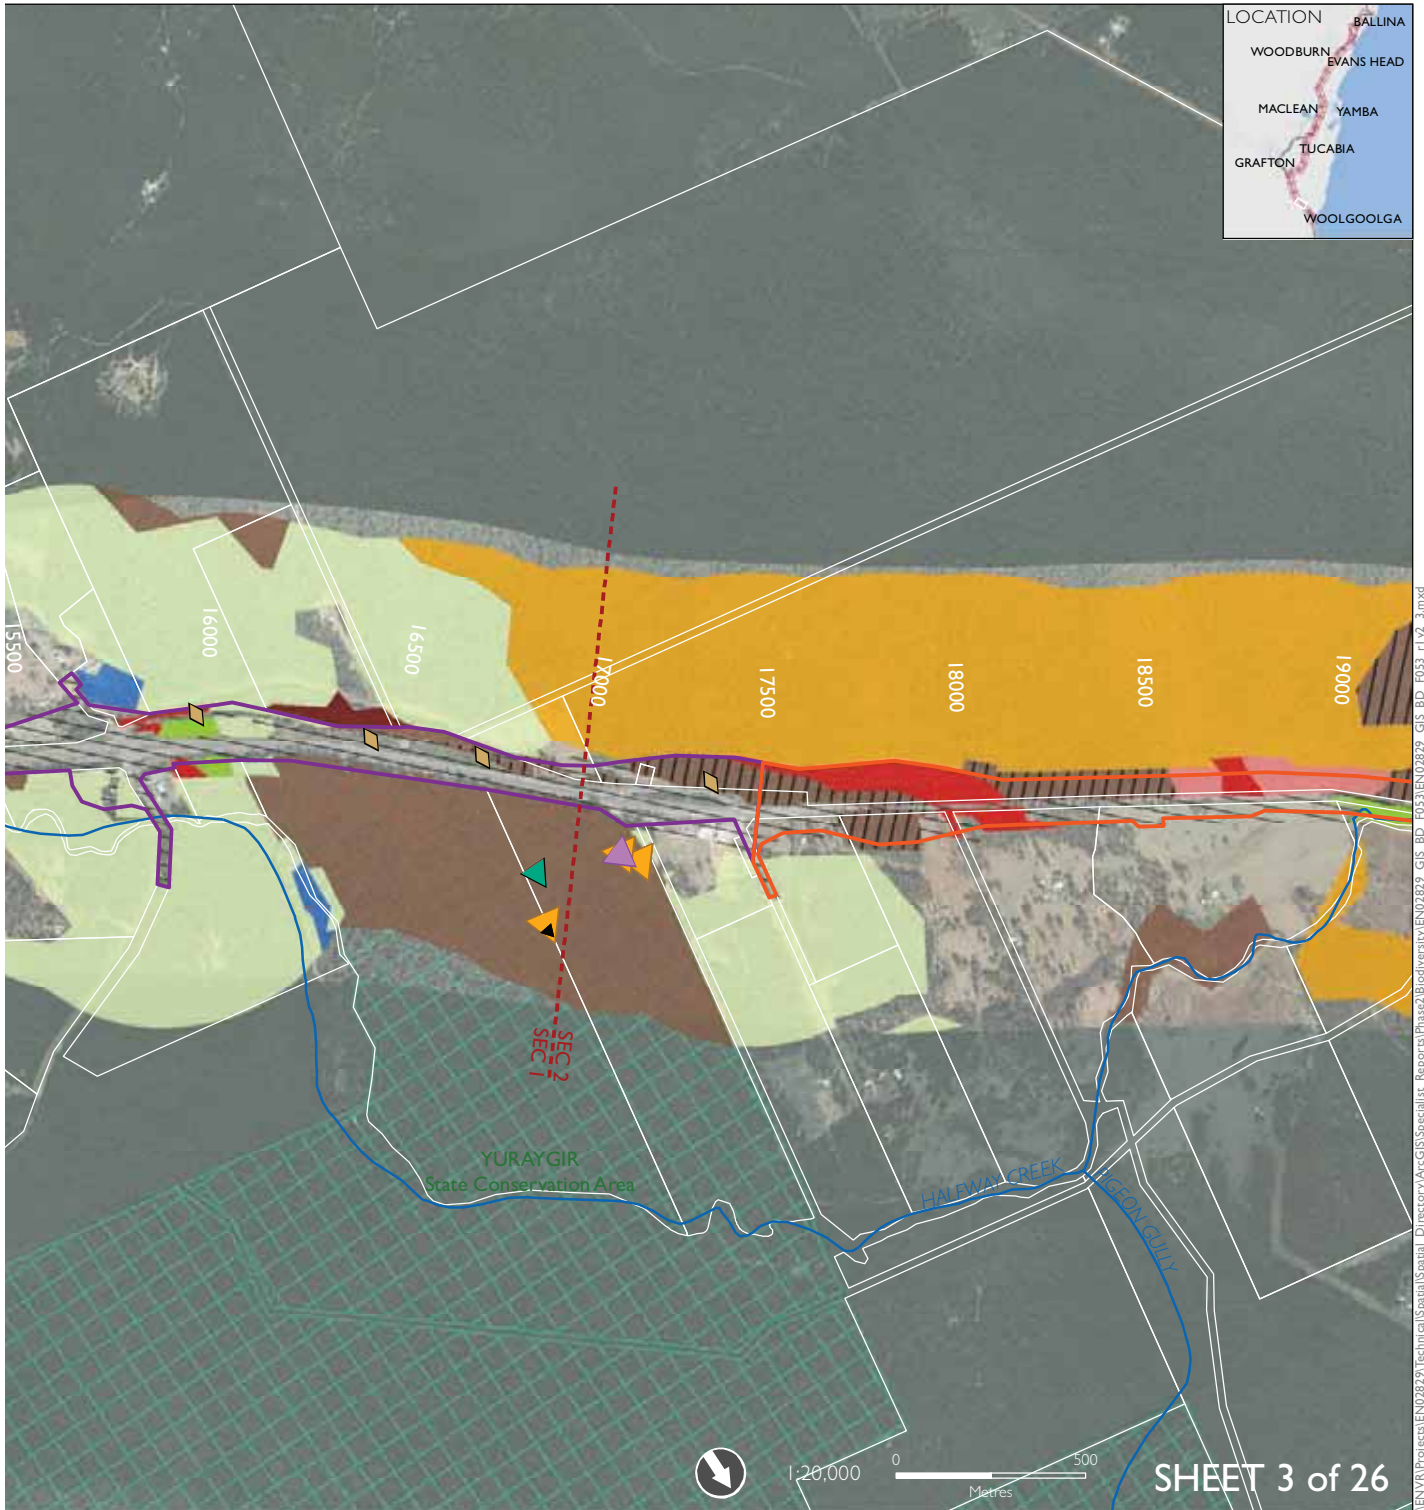 LOCATION
BALLINA
WOODBURN
EVANS HEAD
MACLEAN
YAMBA
TUCABIA
GRAFTON
WOOLGOOLGA
15500
16000
16500
17000
17500
18000
18500
19000
SEC 1
SEC 2
YURAYGIR
State Conservation Area
HALFWAY CREEK
PIGEON GULLY
1:20,000
0
500
Metres
SHEET 3 of 26